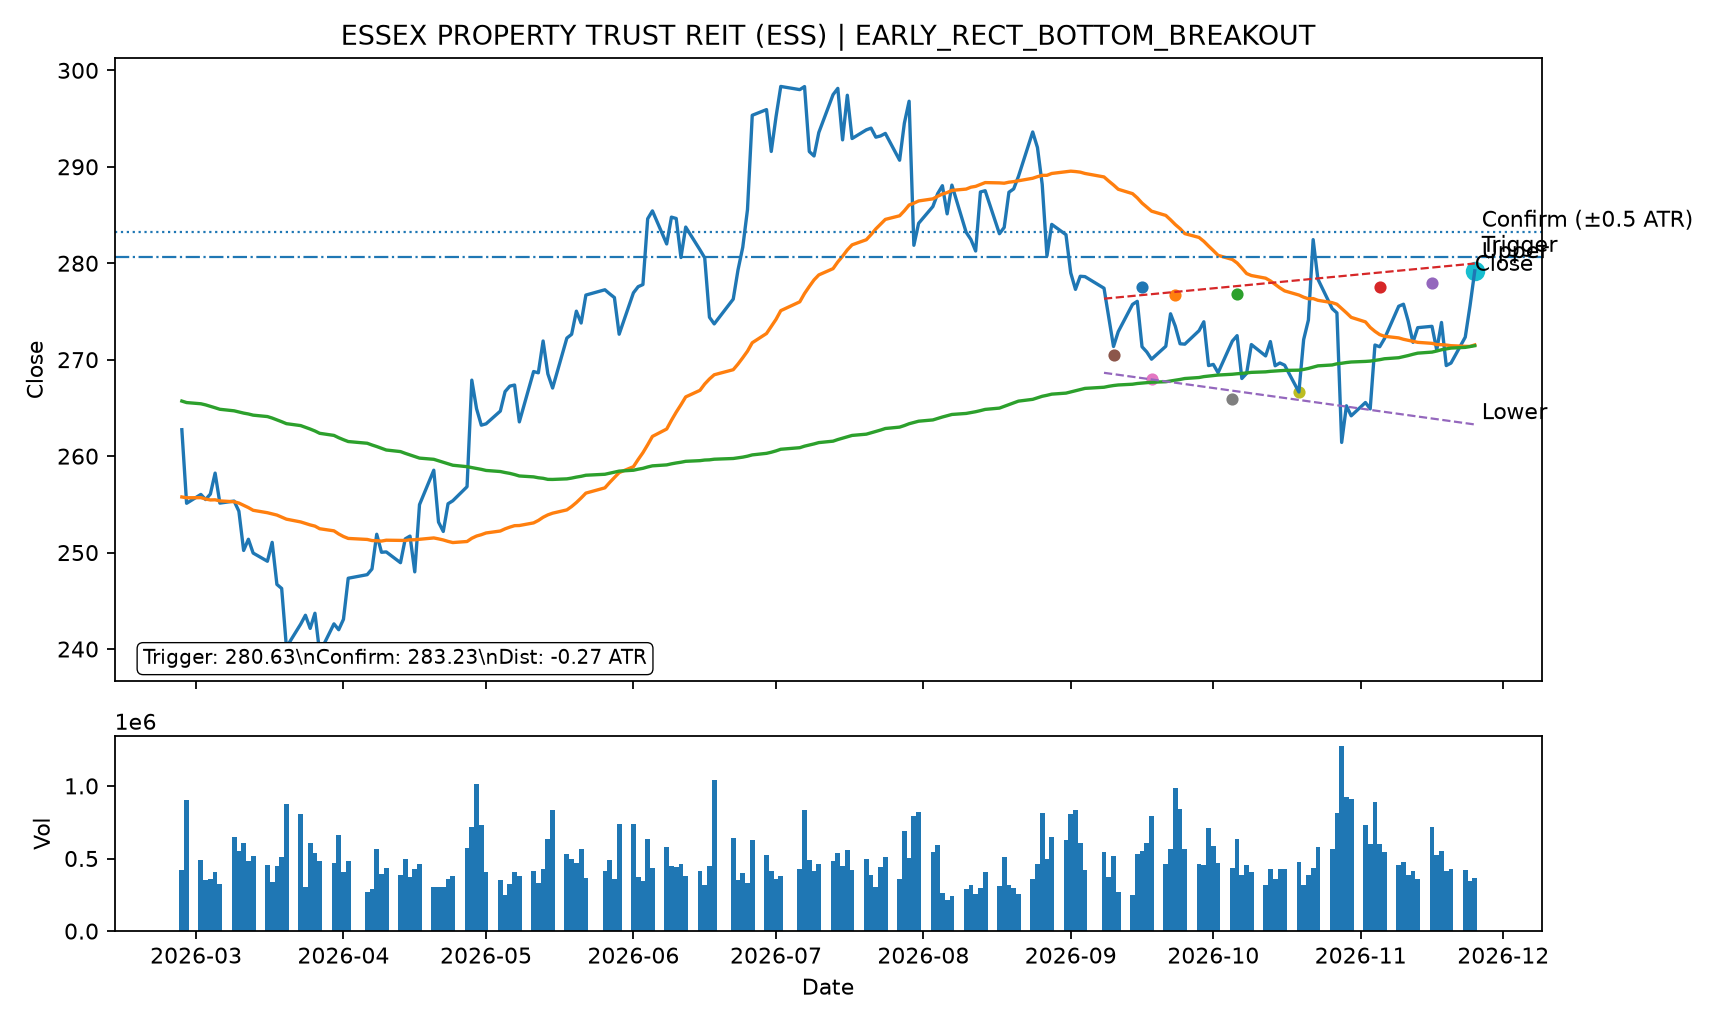 ESSEX PROPERTY TRUST REIT (ESS) | EARLY_RECT_BOTTOM_BREAKOUT
300
290
280
270
260
250
240
Close
Confirm (±0.5 ATR)
Trigger
Upper
Close
Lower
Trigger: 280.63\nConfirm: 283.23\nDist: -0.27 ATR
1e6
1.0
0.5
0.0
Vol
2026-03
2026-04
2026-05
2026-06
2026-07
2026-08
2026-09
2026-10
2026-11
2026-12
Date